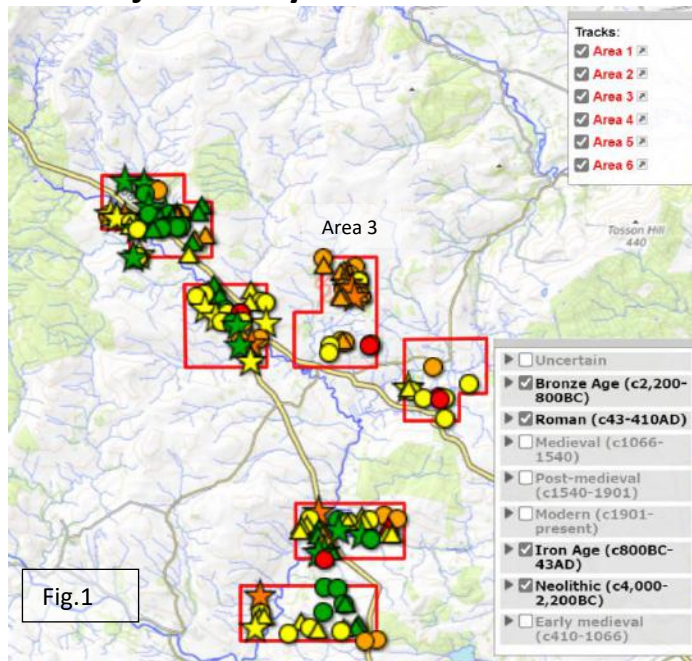 Tracks:
Area 1
Area 2
Area 3
Area 4
Area 5
Area 6
Area 3
Tosson Hill
440
Uncertain
Bronze Age (c2,200-
800BC)
Roman (c43-410AD)
Medieval (c1066-
1540)
Post-medieval
(c1540-1901)
Modern (c1901-
present)
Iron Age (c800BC-
43AD)
Neolithic (c4,000-
2,200BC)
Early medieval
(c410-1066)
Fig.1